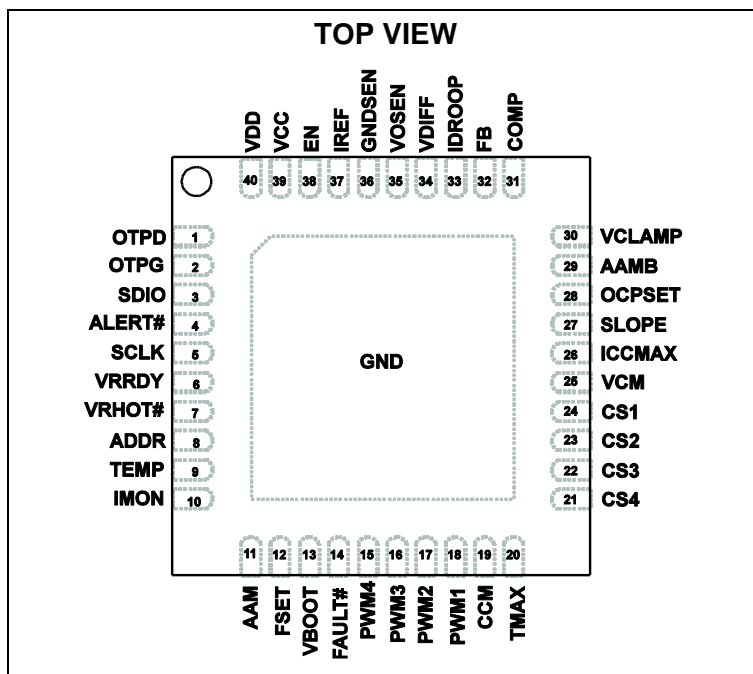 TOP VIEW
VDD VCC EN IREF GNDSEN VOSEN VDIFF IDROOP FB COMP
40 39 38 37 36 35 34 33 32 31
OTPD 1
OTPG 2
SDIO 3
ALERT# 4
SCLK 5
VRRDY 6
VRHOT# 7
ADDR 8
TEMP 9
IMON 10
GND
30 VCLAMP
29 AAMB
28 OCPSET
27 SLOPE
26 ICCMAX
25 VCM
24 CS1
23 CS2
22 CS3
21 CS4
11 12 13 14 15 16 17 18 19 20
AAM FSET VBOOT FAULT# PWM4 PWM3 PWM2 PWM1 CCM TMAX